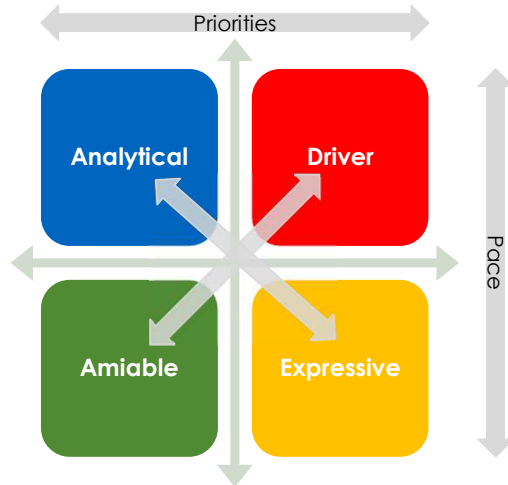 Priorities
Analytical
Driver
Pace
Amiable
Expressive